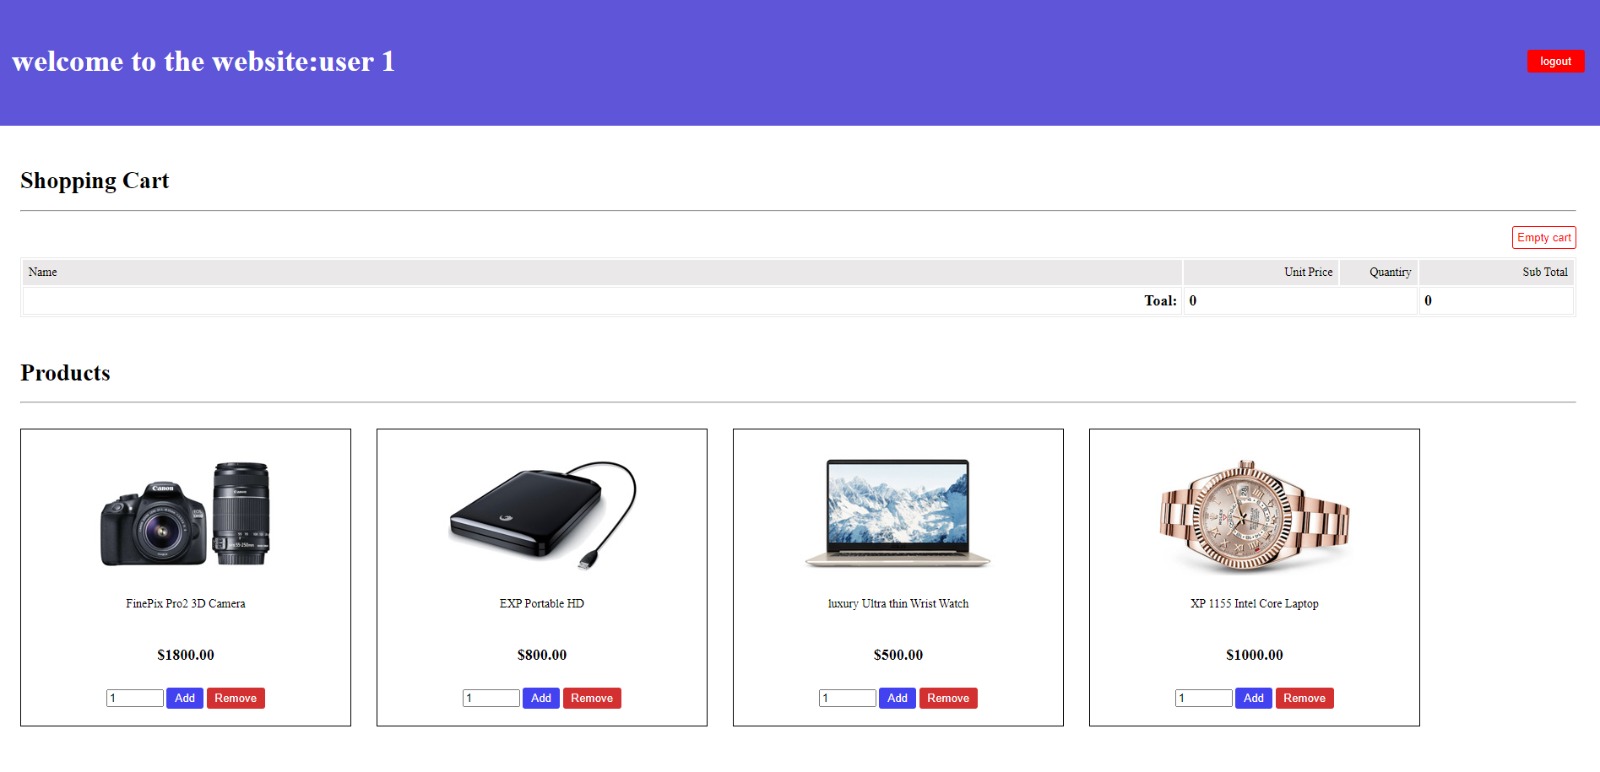 welcome to the website:user 1
logout
Shopping Cart
Empty cart
Name Unit Price Quantiry Sub Total
Toal: 0 0
Products
Canon
Canon
FinePix Pro2 3D Camera
EXP Portable HD
luxury Ultra thin Wrist Watch
XP 1155 Intel Core Laptop
$1800.00
$800.00
$500.00
$1000.00
1 Add Remove
1 Add Remove
1 Add Remove
1 Add Remove